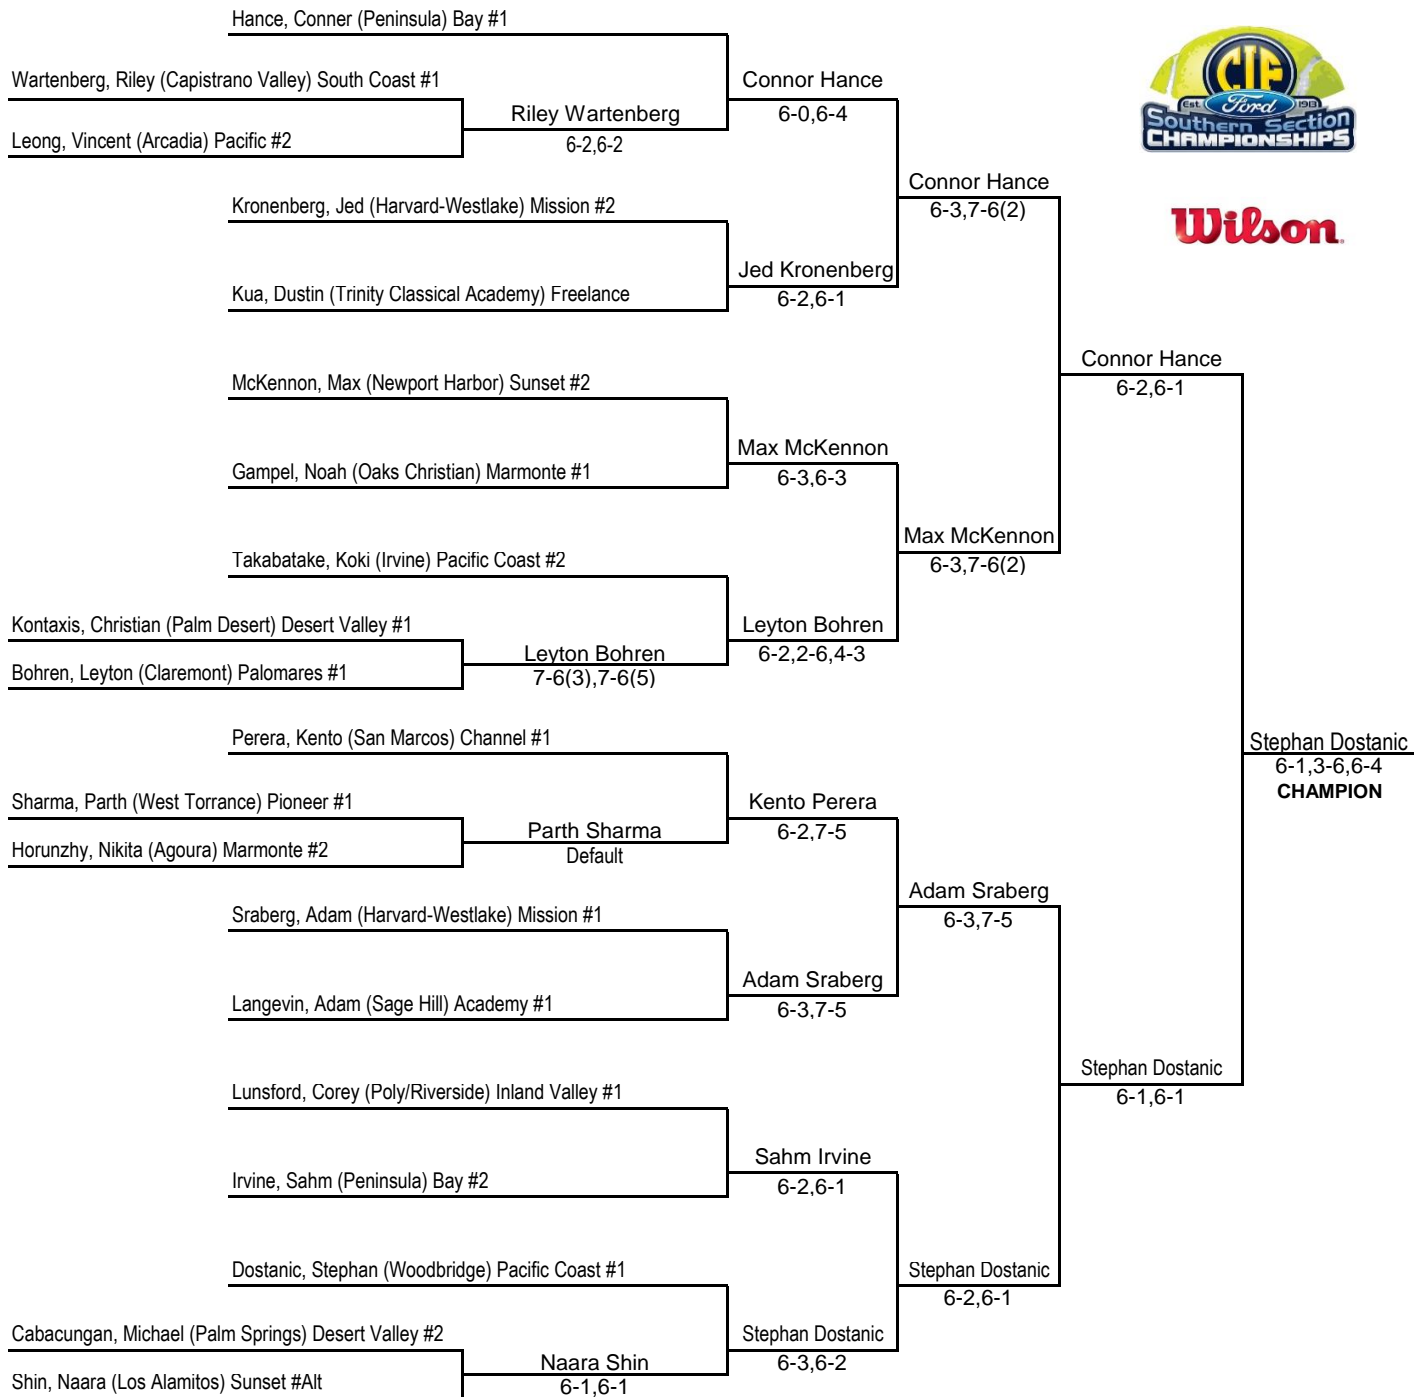 Hance, Conner (Peninsula) Bay #1
Wartenberg, Riley (Capistrano Valley) South Coast #1
Connor Hance
Riley Wartenberg
6-0,6-4
Leong, Vincent (Arcadia) Pacific #2
6-2,6-2
CIF
Est.
Ford
1913
Southern Section
CHAMPIONSHIPS
Connor Hance
Kronenberg, Jed (Harvard-Westlake) Mission #2
6-3,7-6(2)
Wilson
Jed Kronenberg
Kua, Dustin (Trinity Classical Academy) Freelance
6-2,6-1
Connor Hance
McKennon, Max (Newport Harbor) Sunset #2
6-2,6-1
Max McKennon
Gampel, Noah (Oaks Christian) Marmonte #1
6-3,6-3
Max McKennon
Takabatake, Koki (Irvine) Pacific Coast #2
6-3,7-6(2)
Kontaxis, Christian (Palm Desert) Desert Valley #1
Leyton Bohren
Leyton Bohren
6-2,2-6,4-3
Bohren, Leyton (Claremont) Palomares #1
7-6(3),7-6(5)
Perera, Kento (San Marcos) Channel #1
Stephan Dostanic
6-1,3-6,6-4
CHAMPION
Sharma, Parth (West Torrance) Pioneer #1
Kento Perera
Parth Sharma
6-2,7-5
Horunzhy, Nikita (Agoura) Marmonte #2
Default
Adam Sraberg
Sraberg, Adam (Harvard-Westlake) Mission #1
6-3,7-5
Adam Sraberg
Langevin, Adam (Sage Hill) Academy #1
6-3,7-5
Stephan Dostanic
Lunsford, Corey (Poly/Riverside) Inland Valley #1
6-1,6-1
Sahm Irvine
Irvine, Sahm (Peninsula) Bay #2
6-2,6-1
Dostanic, Stephan (Woodbridge) Pacific Coast #1
Stephan Dostanic
6-2,6-1
Cabacungan, Michael (Palm Springs) Desert Valley #2
Stephan Dostanic
Naara Shin
6-3,6-2
Shin, Naara (Los Alamitos) Sunset #Alt
6-1,6-1